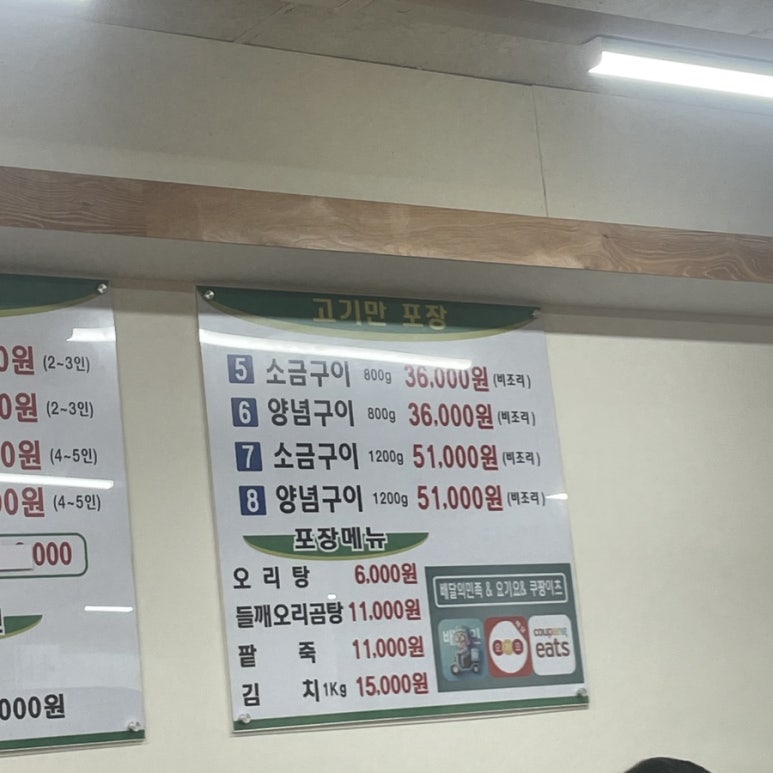 0원 (2~3인)
0원 (2~3인)
0원 (4~5인)
00원 (4~5인)
000
000원
고기만 포장
5 소금구이 800g 36,000원 (비조리)
6 양념구이 800g 36,000원 (비조리)
7 소금구이 1200g 51,000원 (비조리)
8 양념구이 1200g 51,000원 (비조리)
포장메뉴
오리탕 6,000원
들깨오리곰탕 11,000원
팥죽 11,000원
김치 1Kg 15,000원
배달의민족 & 요기요& 쿠팡이츠
coupang
eats